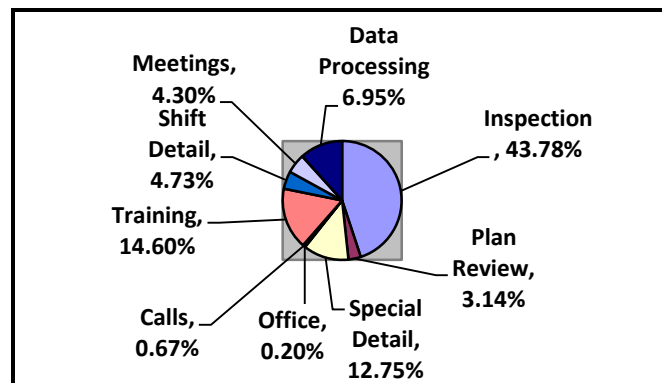 Data
Processing
6.95%
Inspection
, 43.78%
Plan
Review,
3.14%
Special
Detail,
12.75%
Office,
0.20%
Calls,
0.67%
Training,
14.60%
Shift
Detail,
4.73%
Meetings,
4.30%